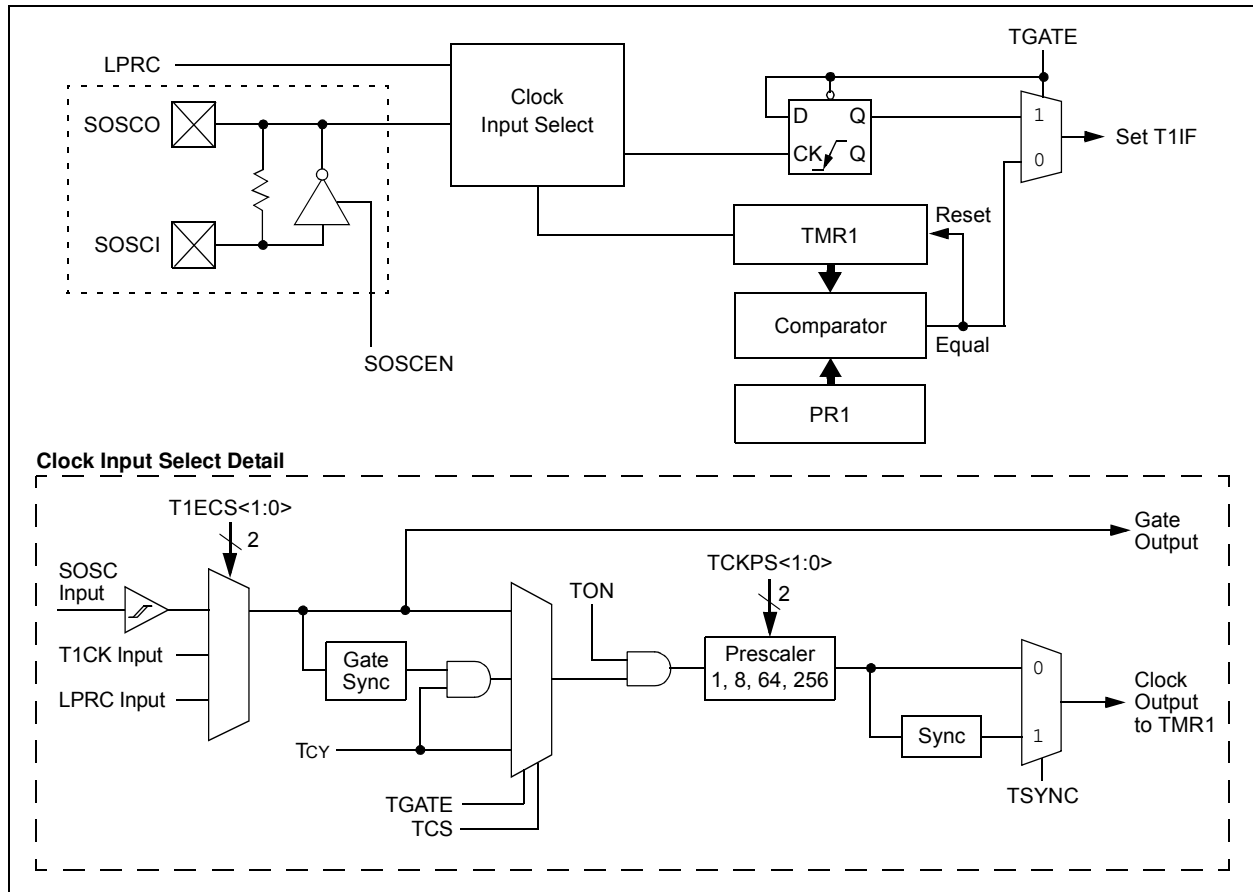 TGATE
LPRC
SOSCO
SOSCI
SOSCEN
Clock
Input Select
D Q
CK Q
1
0
Set T1IF
TMR1
Reset
Comparator
Equal
PR1
Clock Input Select Detail
T1ECS<1:0>
2
SOSC
Input
T1CK Input
LPRC Input
Gate
Sync
TCY
TGATE
TCS
TON
TCKPS<1:0>
2
Prescaler
1, 8, 64, 256
Gate
Output
0
1
Sync
Clock
Output
to TMR1
TSYNC